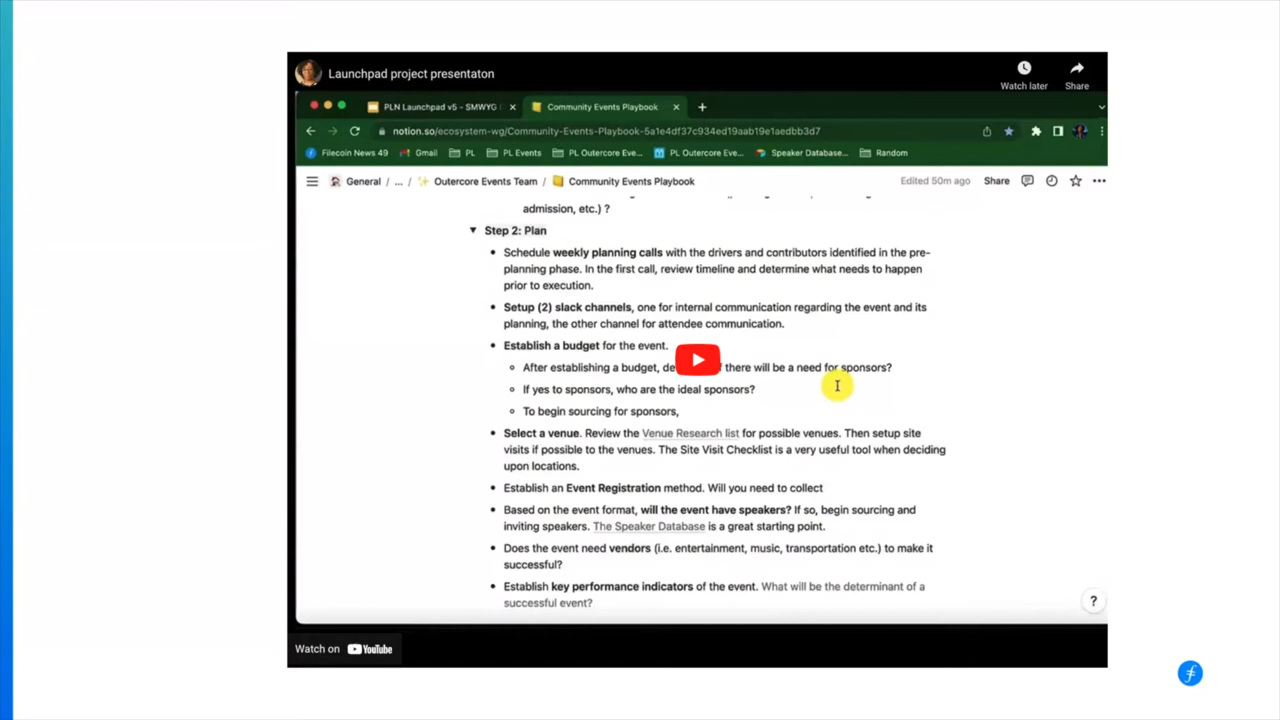 Launchpad project presentaton
Watch later
Share
PLN Launchpad v5 - SMWYG
Community Events Playbook
notion.so/ecosystem-wg/Community-Events-Playbook-5a1e4df37c934ed19aab19e1aedbb3d7
Filecoin News 49 Gmail PL PL Events PL Outercore Eve... PL Outercore Eve... Speaker Database... Random
General / ... / Outercore Events Team / Community Events Playbook Edited 50m ago Share
admission, etc.) ?
Step 2: Plan
Schedule weekly planning calls with the drivers and contributors identified in the pre-
planning phase. In the first call, review timeline and determine what needs to happen
prior to execution.
Setup (2) slack channels, one for internal communication regarding the event and its
planning, the other channel for attendee communication.
Establish a budget for the event.
After establishing a budget, there will be a need for sponsors?
If yes to sponsors, who are the ideal sponsors?
To begin sourcing for sponsors,
Select a venue. Review the Venue Research list for possible venues. Then setup site
visits if possible to the venues. The Site Visit Checklist is a very useful tool when deciding
upon locations.
Establish an Event Registration method. Will you need to collect
Based on the event format, will the event have speakers? If so, begin sourcing and
inviting speakers. The Speaker Database is a great starting point.
Does the event need vendors (i.e. entertainment, music, transportation etc.) to make it
successful?
Establish key performance indicators of the event. What will be the determinant of a
successful event?
?
Watch on YouTube